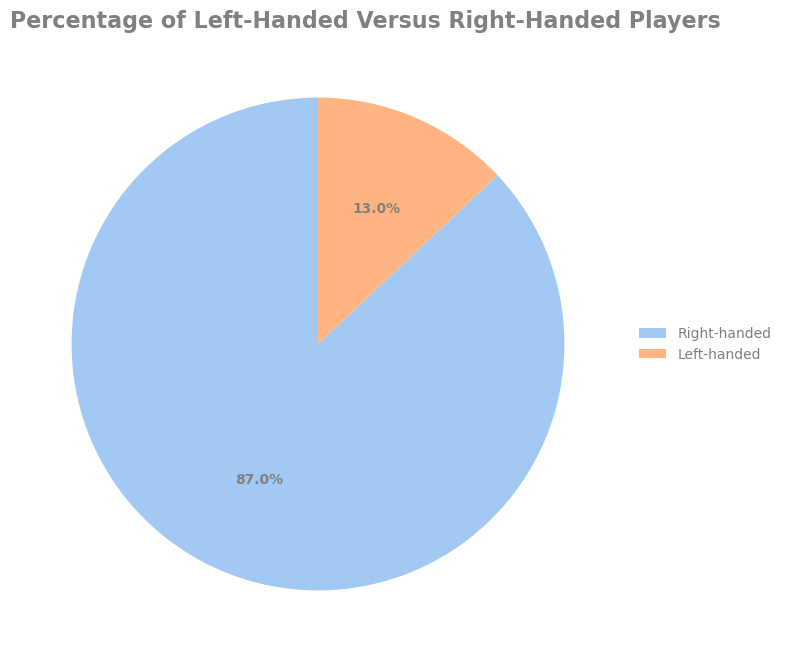 Percentage of Left-Handed Versus Right-Handed Players
13.0%
Right-handed
Left-handed
87.0%